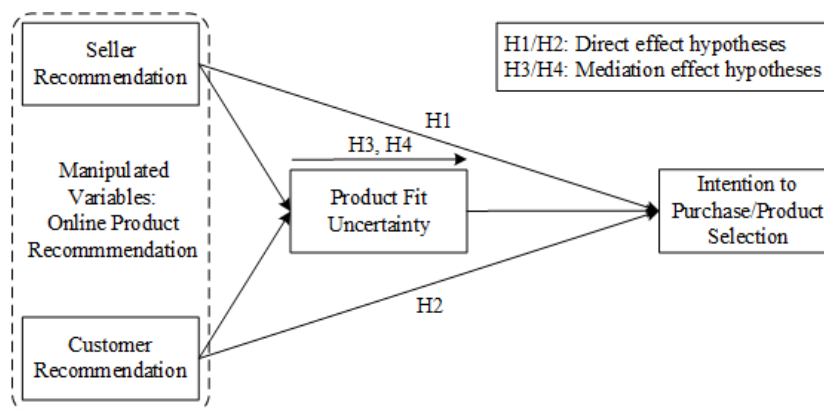 Seller
Recommendation
H1/H2: Direct effect hypotheses
H3/H4: Mediation effect hypotheses
H1
H3, H4
Manipulated
Variables:
Online Product
Recommmendation
Product Fit
Uncertainty
Intention to
Purchase/Product
Selection
H2
Customer
Recommendation